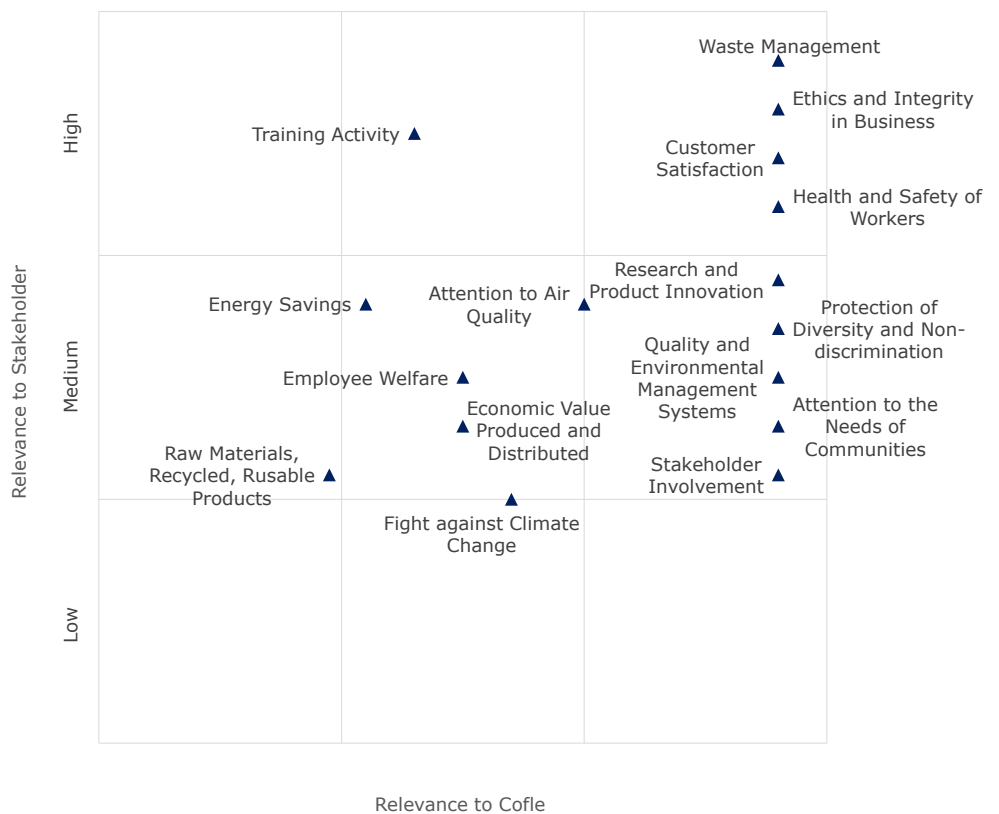 Waste Management
Ethics and Integrity
in Business
Training Activity
Customer
Satisfaction
Health and Safety of
Workers
High
Research and
Product Innovation
Energy Savings
Attention to Air
Quality
Protection of
Diversity and Non-
discrimination
Quality and
Environmental
Management
Systems
Employee Welfare
Medium
Relevance to Stakeholder
Economic Value
Produced and
Distributed
Attention to the
Needs of
Communities
Raw Materials,
Recycled, Rusable
Products
Stakeholder
Involvement
Fight against Climate
Change
Low
Relevance to Cofle